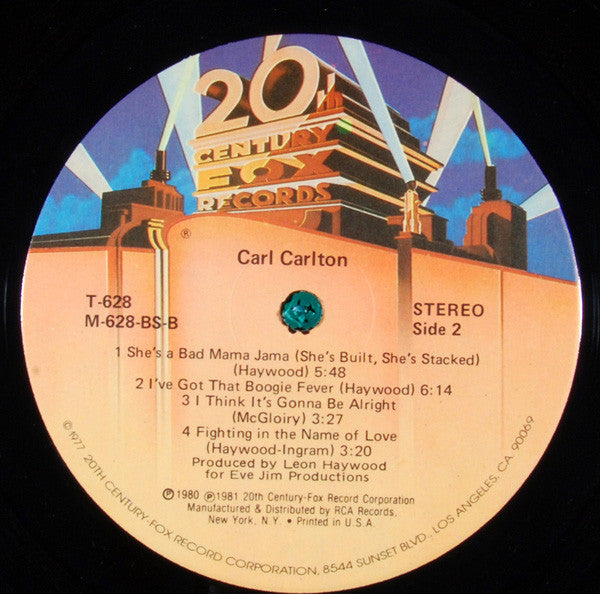 20th
CENTURY
FOX
RECORDS
®
Carl Carlton
T-628
M-628-BS-B
STEREO
Side 2
1 She's a Bad Mama Jama (She's Built, She's Stacked)
(Haywood) 5:48
2 I've Got That Boogie Fever (Haywood) 6:14
3 I Think It's Gonna Be Alright
(McGloiry) 3:27
4 Fighting in the Name of Love
(Haywood-Ingram) 3:20
Produced by Leon Haywood
for Eve Jim Productions
℗ 1980 ℗ 1981 20th Century-Fox Record Corporation
Manufactured & Distributed by RCA Records,
New York, N.Y. • Printed in U.S.A.
© 1977 20TH CENTURY-FOX RECORD CORPORATION, 8544 SUNSET BLVD., LOS ANGELES, CA. 90069